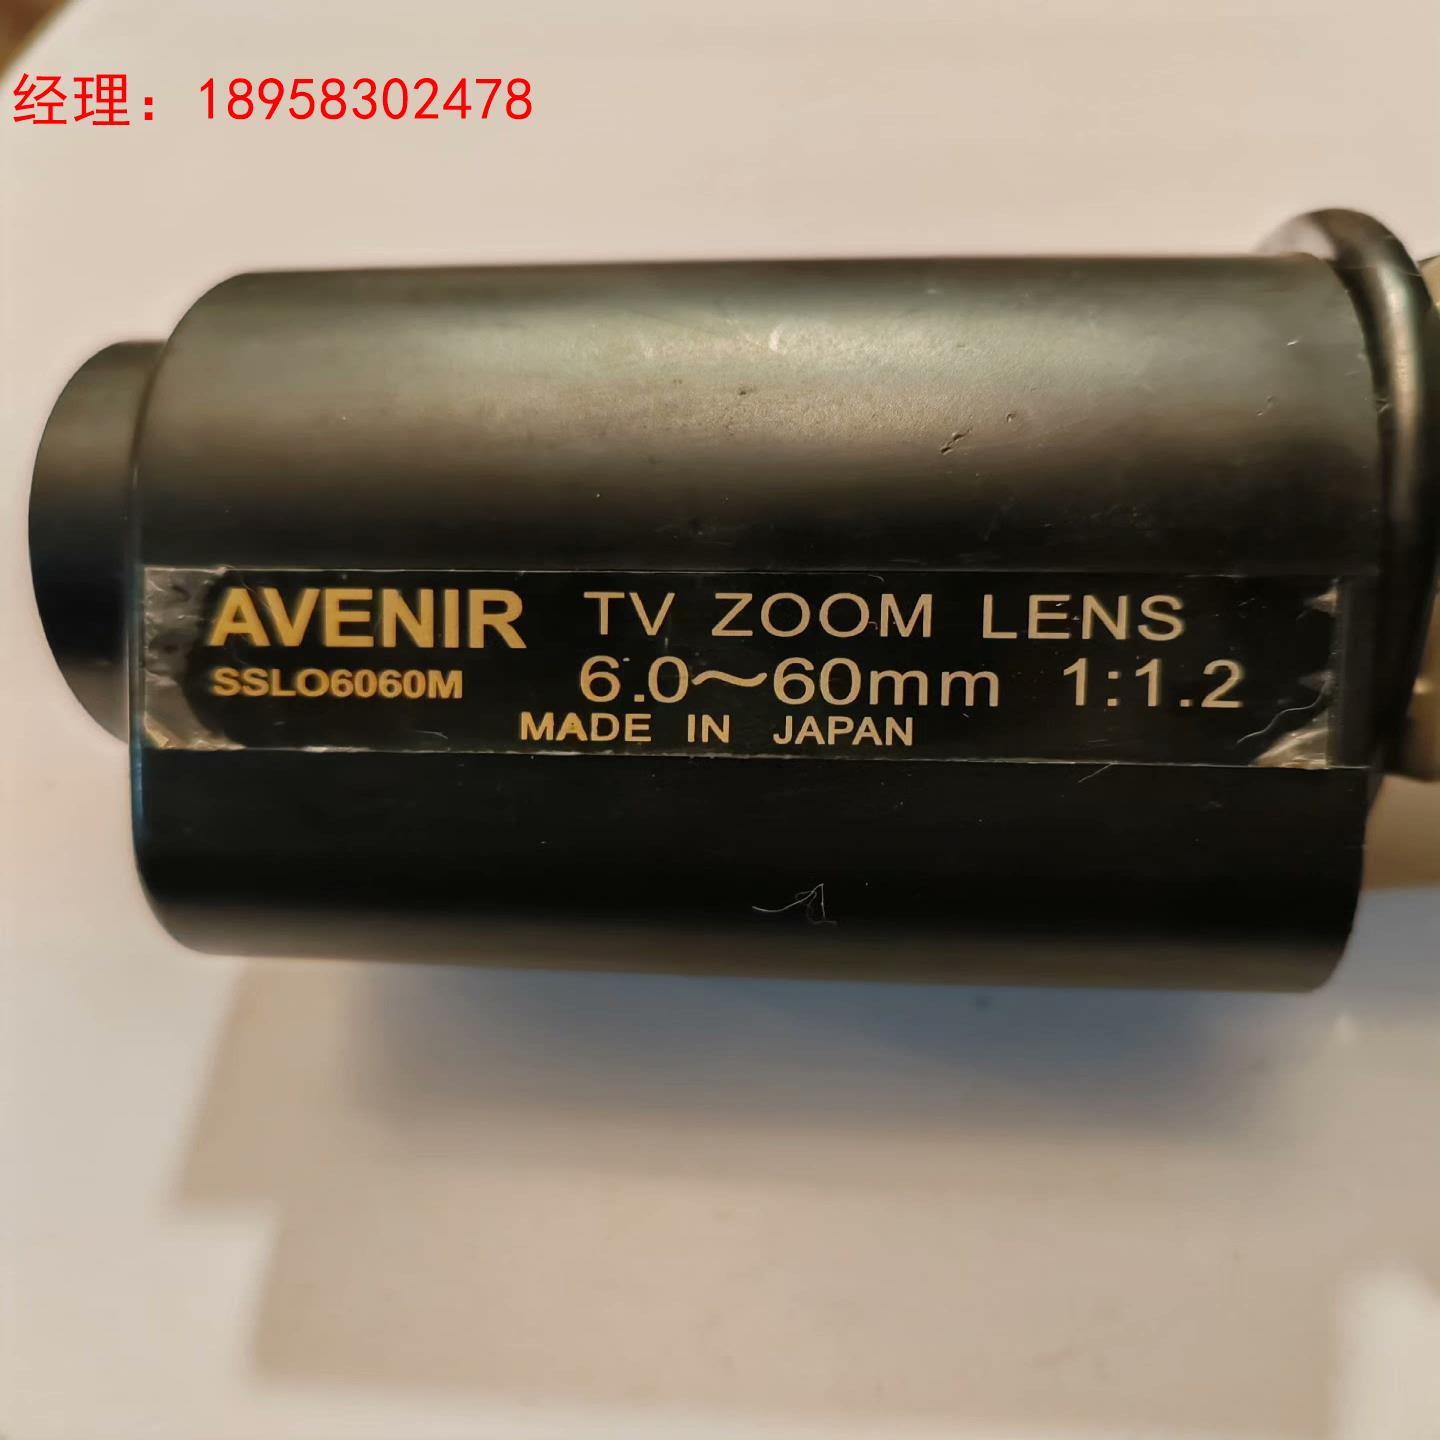 经理：18958302478
AVENIR TV ZOOM LENS
SSLO6060M 6.0～60mm 1:1.2
MADE IN JAPAN